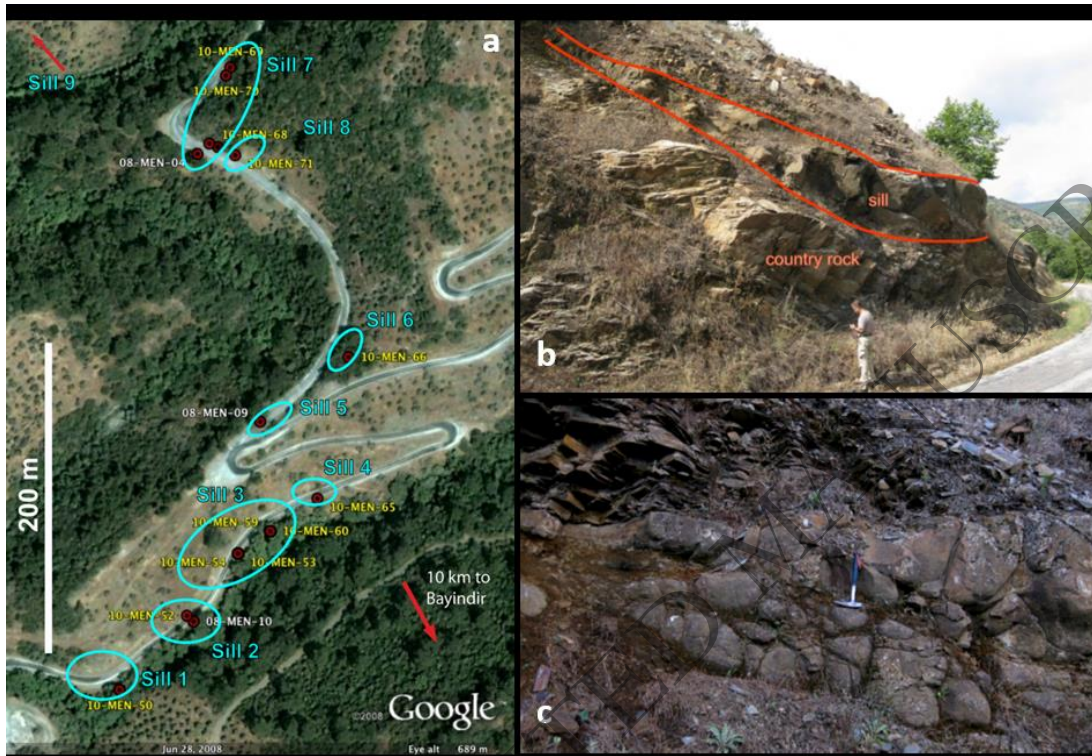 a
Sill 9
10-MEN-69
Sill 7
10-MEN-70
10-MEN-68
Sill 8
08-MEN-04
10-MEN-71
Sill 6
10-MEN-66
08-MEN-09
Sill 5
Sill 4
Sill 3
10-MEN-65
10-MEN-59
10-MEN-60
10-MEN-54
10-MEN-53
200 m
10 km to
Bayindir
10-MEN-52
08-MEN-10
Sill 2
Sill 1
10-MEN-50
©2008 Google
Jun 28, 2008
Eye alt 689 m
sill
country rock
b
c